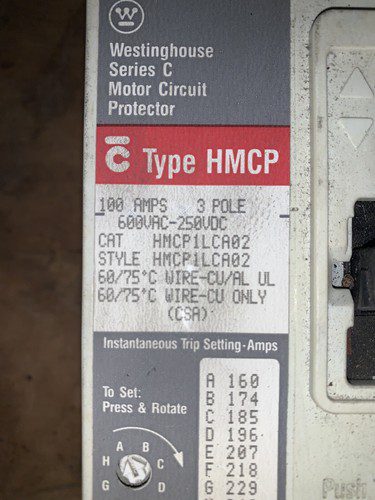 Westinghouse
Series C
Motor Circuit
Protector
SERIES
C Type HMCP
100 AMPS 3 POLE
600VAC-250VDC
CAT HMCP1LCA02
STYLE HMCP1LCA02
60/75°C WIRE-CU/AL UL
60/75°C WIRE-CU ONLY
(CSA)
Instantaneous Trip Setting-Amps
To Set:
Press & Rotate
A 160
B 174
C 185
D 196
E 207
F 218
G 229
A B
H C
G D
Push